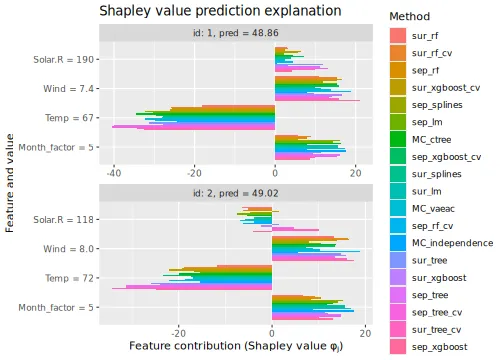 Shapley value prediction explanation
id: 1, pred = 48.86
Solar.R = 190
Wind = 7.4
Temp = 67
Month_factor = 5
-40 -20 0 20
id: 2, pred = 49.02
Solar.R = 118
Wind = 8.0
Temp = 72
Month_factor = 5
-20 0 20
Feature contribution (Shapley value φⱼ)
Feature and value
Method
sur_rf
sur_rf_cv
sep_rf
sur_xgboost_cv
sep_splines
sep_lm
MC_ctree
sep_xgboost_cv
sur_splines
sur_lm
MC_vaeac
sep_rf_cv
MC_independence
sur_tree
sur_xgboost
sep_tree
sep_tree_cv
sur_tree_cv
sep_xgboost